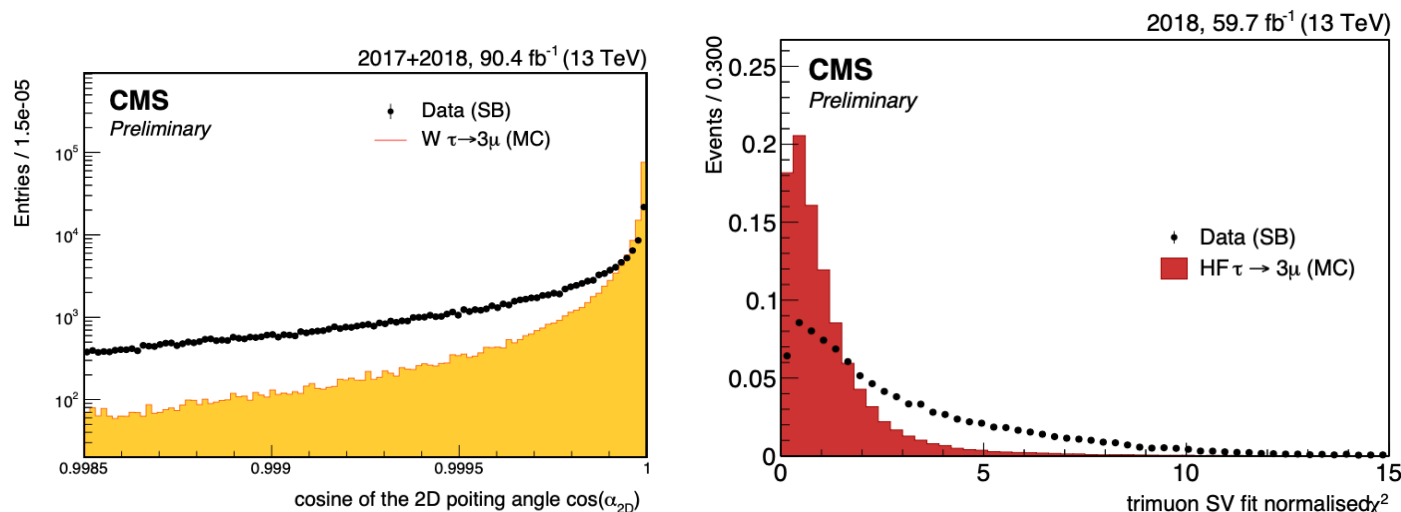 2017+2018, 90.4 fb⁻¹ (13 TeV)
Entries / 1.5e-05
CMS
Preliminary
Data (SB)
W τ→3μ (MC)
10⁵
10⁴
10³
10²
0.9985
0.999
0.9995
1
cosine of the 2D poiting angle cos(α2D)
2018, 59.7 fb⁻¹ (13 TeV)
Events / 0.300
CMS
Preliminary
Data (SB)
HF τ → 3μ (MC)
0.25
0.2
0.15
0.1
0.05
0
0
5
10
15
trimuon SV fit normalisedχ²